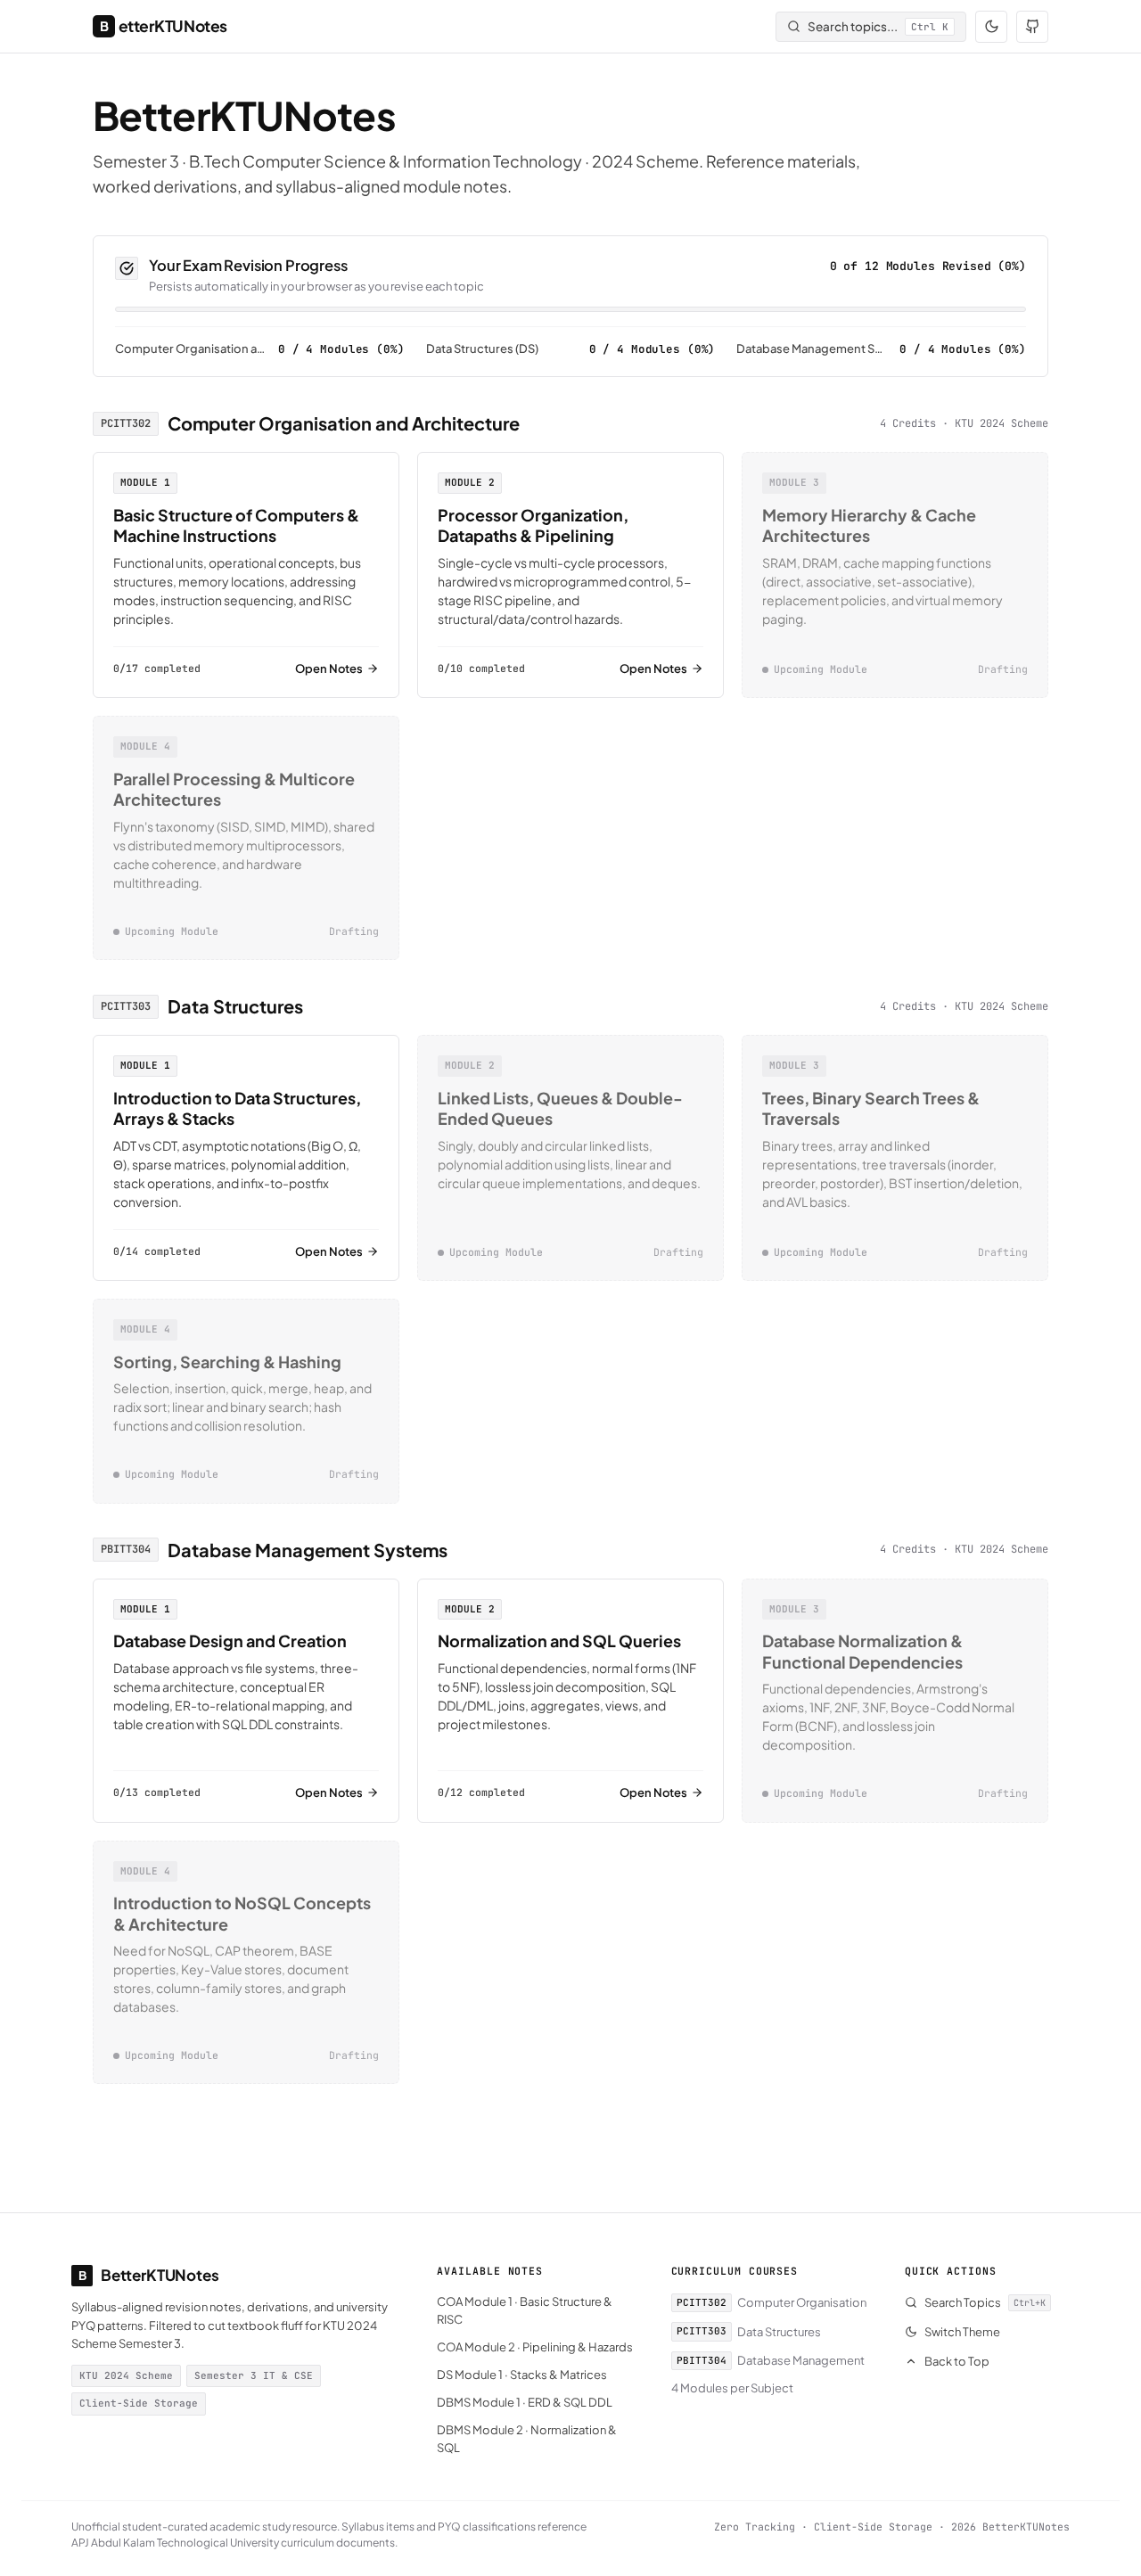 B etterKTUNotes
Search topics... Ctrl K
BetterKTUNotes
Semester 3 · B.Tech Computer Science & Information Technology · 2024 Scheme. Reference materials,
worked derivations, and syllabus-aligned module notes.
Your Exam Revision Progress
0 of 12 Modules Revised (0%)
Persists automatically in your browser as you revise each topic
Computer Organisation a... 0 / 4 Modules (0%)
Data Structures (DS) 0 / 4 Modules (0%)
Database Management S... 0 / 4 Modules (0%)
PCITT302 Computer Organisation and Architecture
4 Credits · KTU 2024 Scheme
MODULE 1
Basic Structure of Computers &
Machine Instructions
Functional units, operational concepts, bus
structures, memory locations, addressing
modes, instruction sequencing, and RISC
principles.
0/17 completed
Open Notes →
MODULE 2
Processor Organization,
Datapaths & Pipelining
Single-cycle vs multi-cycle processors,
hardwired vs microprogrammed control, 5-
stage RISC pipeline, and
structural/data/control hazards.
0/10 completed
Open Notes →
MODULE 3
Memory Hierarchy & Cache
Architectures
SRAM, DRAM, cache mapping functions
(direct, associative, set-associative),
replacement policies, and virtual memory
paging.
Upcoming Module
Drafting
MODULE 4
Parallel Processing & Multicore
Architectures
Flynn's taxonomy (SISD, SIMD, MIMD), shared
vs distributed memory multiprocessors,
cache coherence, and hardware
multithreading.
Upcoming Module
Drafting
PCITT303 Data Structures
4 Credits · KTU 2024 Scheme
MODULE 1
Introduction to Data Structures,
Arrays & Stacks
ADT vs CDT, asymptotic notations (Big O, Ω,
Θ), sparse matrices, polynomial addition,
stack operations, and infix-to-postfix
conversion.
0/14 completed
Open Notes →
MODULE 2
Linked Lists, Queues & Double-
Ended Queues
Singly, doubly and circular linked lists,
polynomial addition using lists, linear and
circular queue implementations, and deques.
Upcoming Module
Drafting
MODULE 3
Trees, Binary Search Trees &
Traversals
Binary trees, array and linked
representations, tree traversals (inorder,
preorder, postorder), BST insertion/deletion,
and AVL basics.
Upcoming Module
Drafting
MODULE 4
Sorting, Searching & Hashing
Selection, insertion, quick, merge, heap, and
radix sort; linear and binary search; hash
functions and collision resolution.
Upcoming Module
Drafting
PBITT304 Database Management Systems
4 Credits · KTU 2024 Scheme
MODULE 1
Database Design and Creation
Database approach vs file systems, three-
schema architecture, conceptual ER
modeling, ER-to-relational mapping, and
table creation with SQL DDL constraints.
0/13 completed
Open Notes →
MODULE 2
Normalization and SQL Queries
Functional dependencies, normal forms (1NF
to 5NF), lossless join decomposition, SQL
DDL/DML, joins, aggregates, views, and
project milestones.
0/12 completed
Open Notes →
MODULE 3
Database Normalization &
Functional Dependencies
Functional dependencies, Armstrong's
axioms, 1NF, 2NF, 3NF, Boyce-Codd Normal
Form (BCNF), and lossless join
decomposition.
Upcoming Module
Drafting
MODULE 4
Introduction to NoSQL Concepts
& Architecture
Need for NoSQL, CAP theorem, BASE
properties, Key-Value stores, document
stores, column-family stores, and graph
databases.
Upcoming Module
Drafting
B BetterKTUNotes
Syllabus-aligned revision notes, derivations, and university
PYQ patterns. Filtered to cut textbook fluff for KTU 2024
Scheme Semester 3.
KTU 2024 Scheme
Semester 3 IT & CSE
Client-Side Storage
AVAILABLE NOTES
COA Module 1 · Basic Structure &
RISC
COA Module 2 · Pipelining & Hazards
DS Module 1 · Stacks & Matrices
DBMS Module 1 · ERD & SQL DDL
DBMS Module 2 · Normalization &
SQL
CURRICULUM COURSES
PCITT302 Computer Organisation
PCITT303 Data Structures
PBITT304 Database Management
4 Modules per Subject
QUICK ACTIONS
Search Topics Ctrl+K
Switch Theme
Back to Top
Unofficial student-curated academic study resource. Syllabus items and PYQ classifications reference
APJ Abdul Kalam Technological University curriculum documents.
Zero Tracking · Client-Side Storage · 2026 BetterKTUNotes